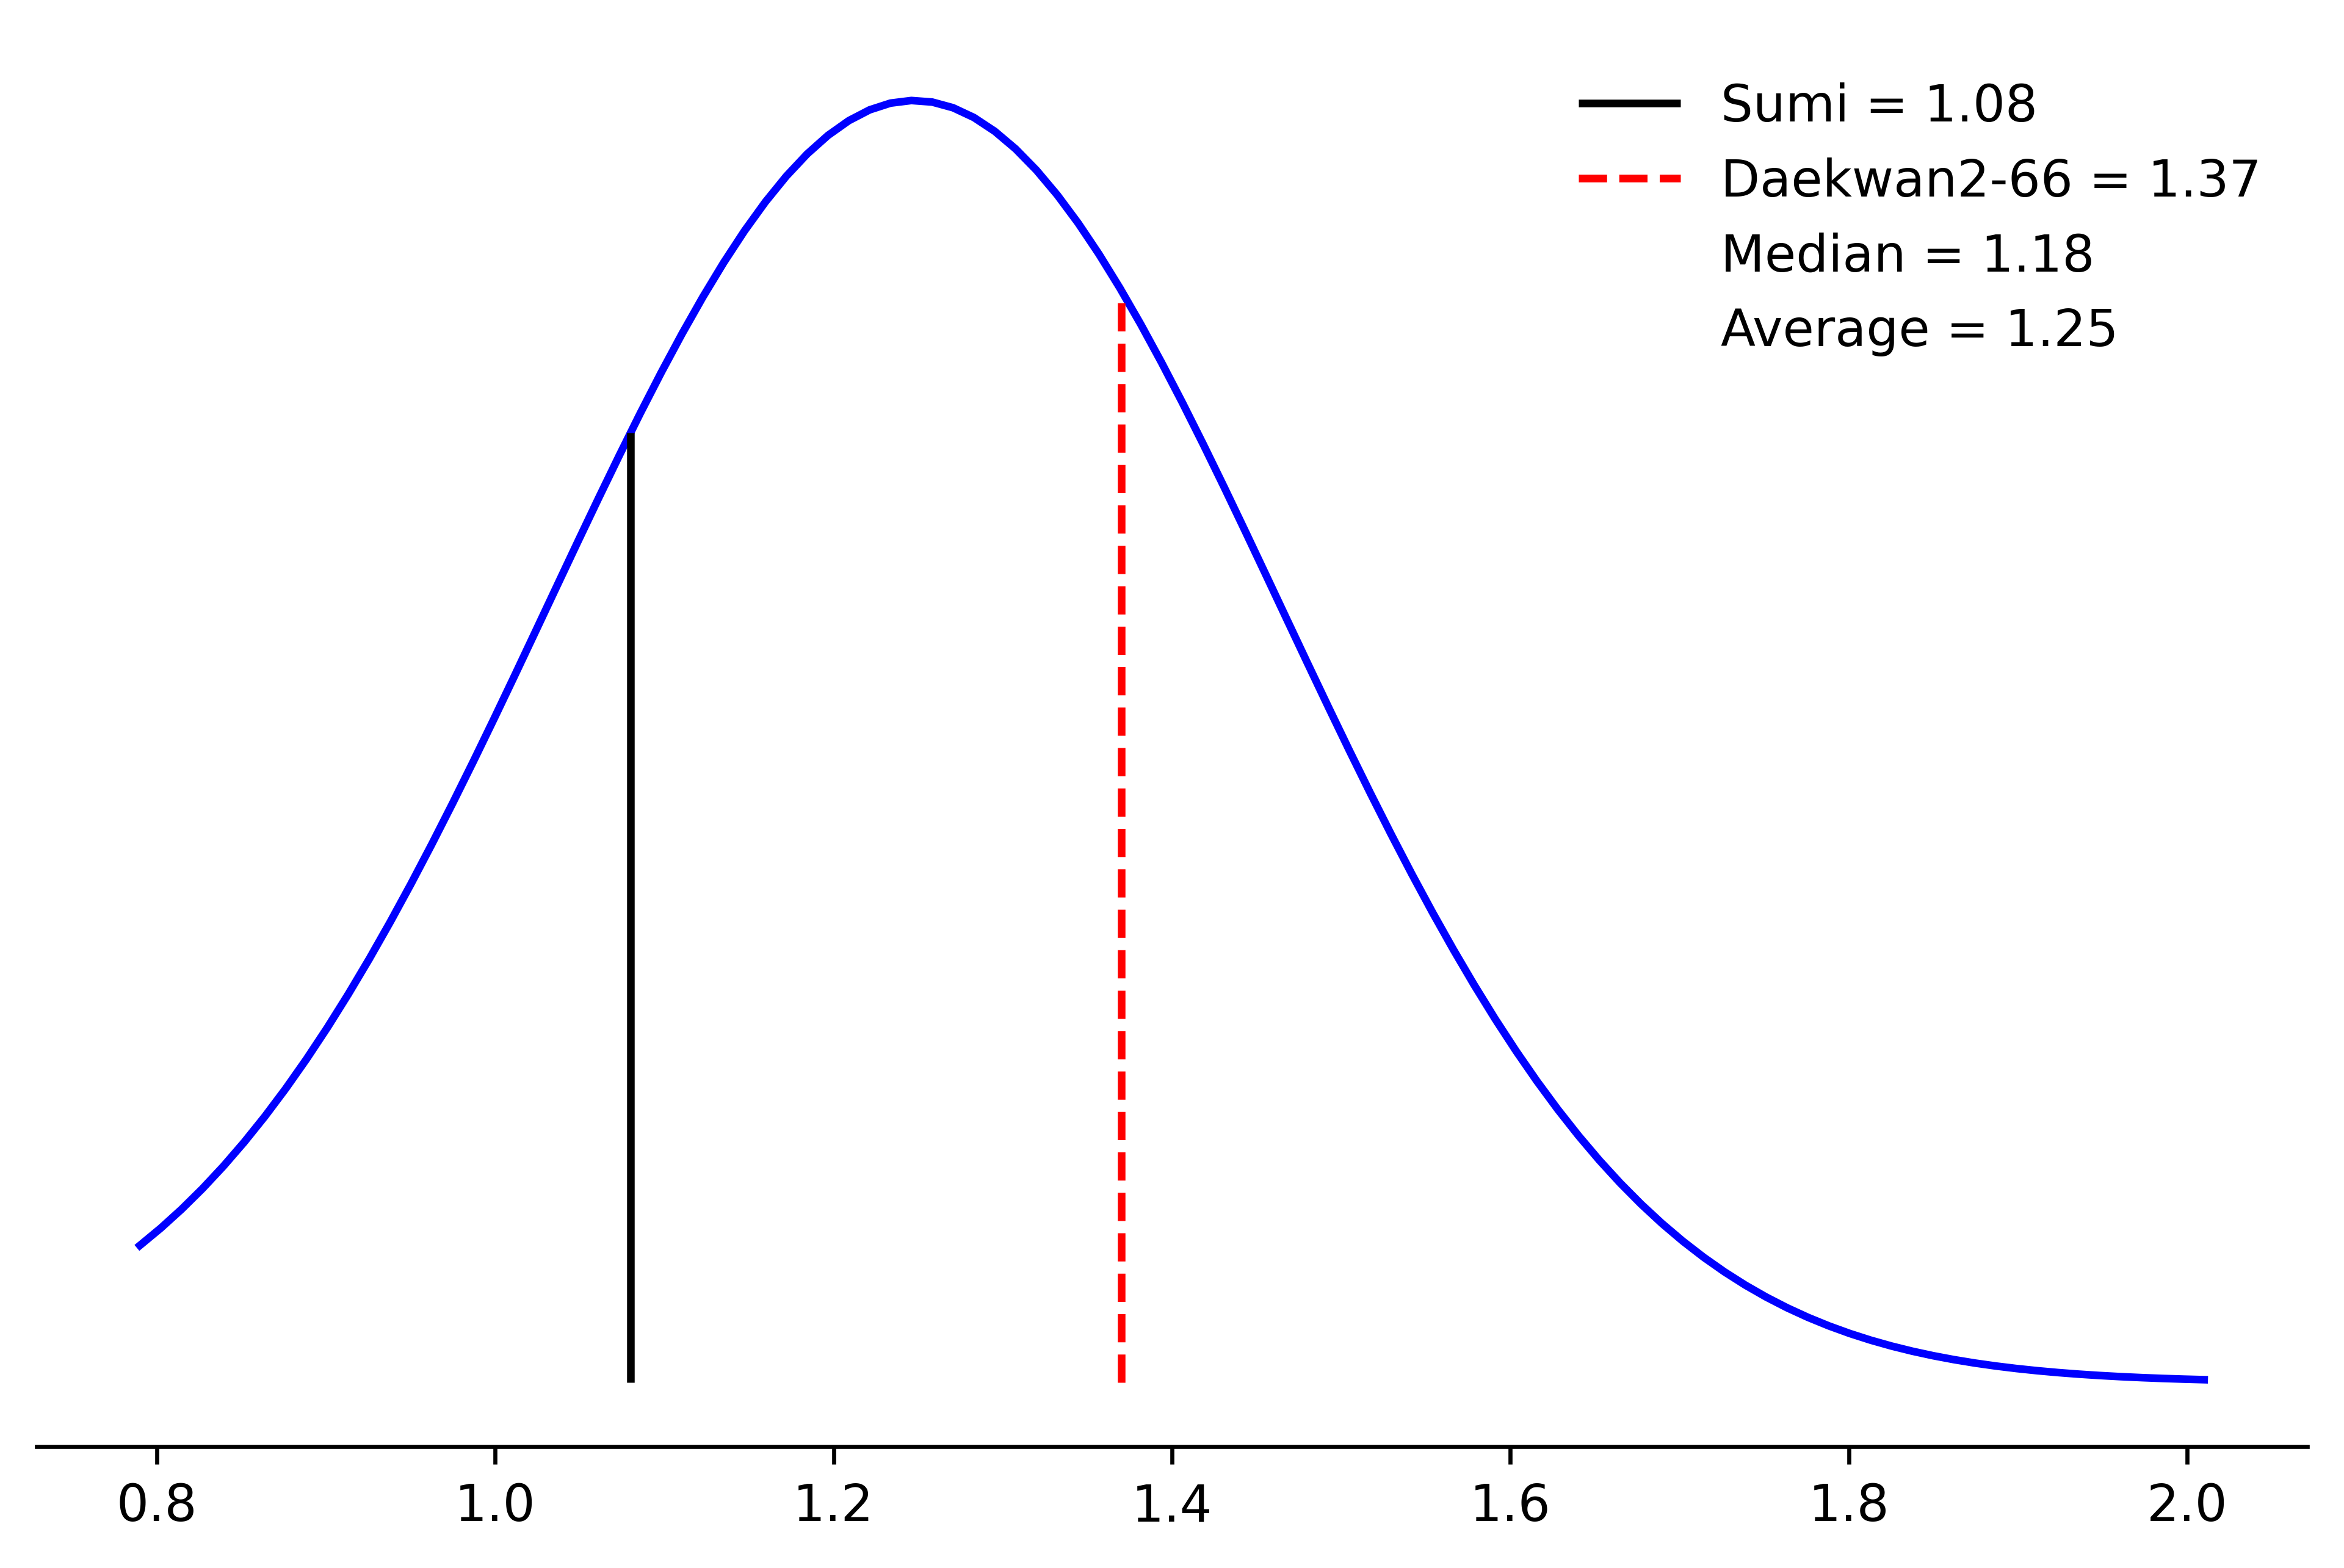 Sumi = 1.08
Daekwan2-66 = 1.37
Median = 1.18
Average = 1.25
0.8 1.0 1.2 1.4 1.6 1.8 2.0